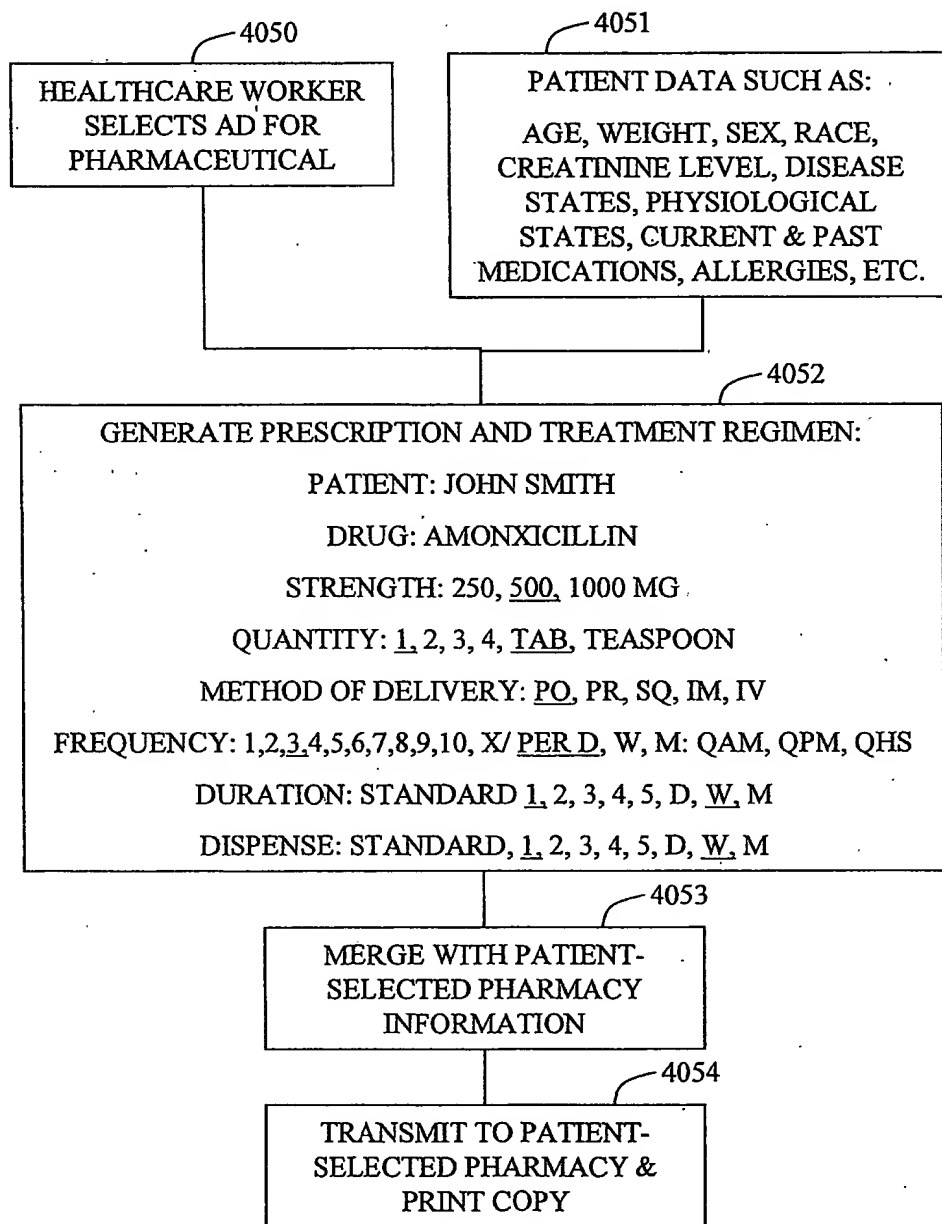 4050
HEALTHCARE WORKER
SELECTS AD FOR
PHARMACEUTICAL
4051
PATIENT DATA SUCH AS:
AGE, WEIGHT, SEX, RACE,
CREATININE LEVEL, DISEASE
STATES, PHYSIOLOGICAL
STATES, CURRENT & PAST
MEDICATIONS, ALLERGIES, ETC.
4052
GENERATE PRESCRIPTION AND TREATMENT REGIMEN:
PATIENT: JOHN SMITH
DRUG: AMONXICILLIN
STRENGTH: 250, 500, 1000 MG
QUANTITY: 1, 2, 3, 4, TAB, TEASPOON
METHOD OF DELIVERY: PO, PR, SQ, IM, IV
FREQUENCY: 1,2,3,4,5,6,7,8,9,10, X/ PER D, W, M: QAM, QPM, QHS
DURATION: STANDARD 1, 2, 3, 4, 5, D, W, M
DISPENSE: STANDARD, 1, 2, 3, 4, 5, D, W, M
4053
MERGE WITH PATIENT-
SELECTED PHARMACY
INFORMATION
4054
TRANSMIT TO PATIENT-
SELECTED PHARMACY &
PRINT COPY